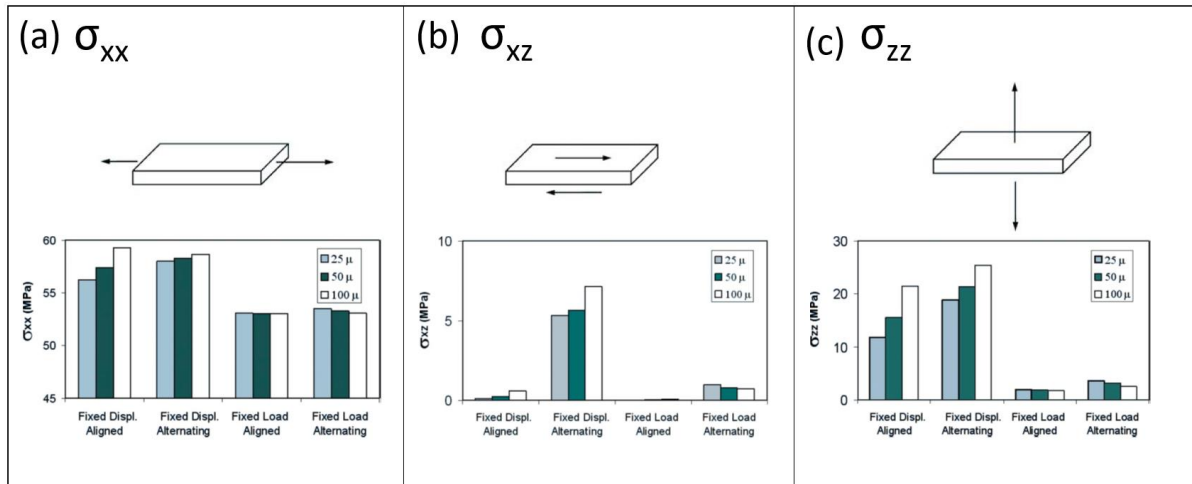 (a) σxx
60
55
50
45
σxx (MPa)
25 µ
50 µ
100 µ
Fixed Displ. Aligned
Fixed Displ. Alternating
Fixed Load Aligned
Fixed Load Alternating
(b) σxz
10
5
0
σxz (MPa)
25 µ
50 µ
100 µ
Fixed Displ. Aligned
Fixed Displ. Alternating
Fixed Load Aligned
Fixed Load Alternating
(c) σzz
30
20
10
0
σzz (MPa)
25 µ
50 µ
100 µ
Fixed Displ. Aligned
Fixed Displ. Alternating
Fixed Load Aligned
Fixed Load Alternating